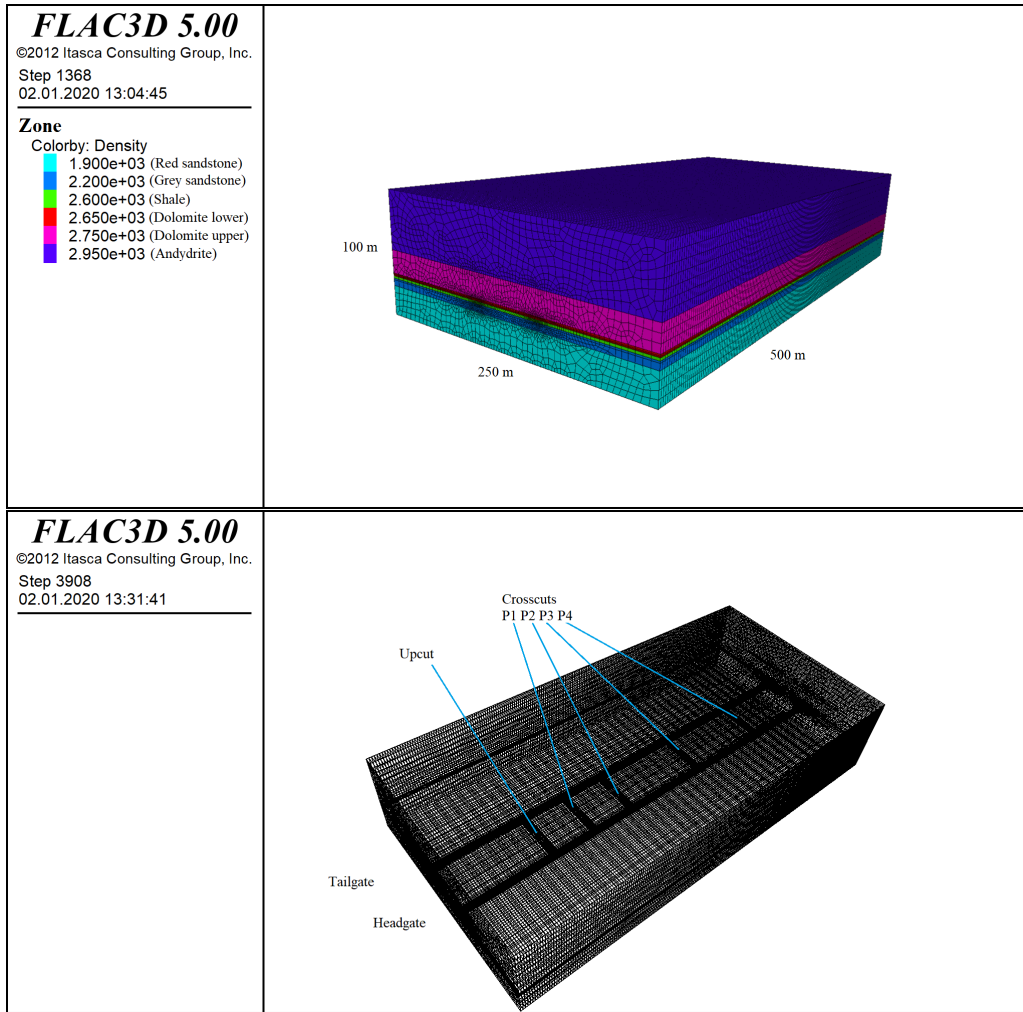 FLAC3D 5.00
©2012 Itasca Consulting Group, Inc.
Step 1368
02.01.2020 13:04:45
Zone
Colorby: Density
1.900e+03 (Red sandstone)
2.200e+03 (Grey sandstone)
2.600e+03 (Shale)
2.650e+03 (Dolomite lower)
2.750e+03 (Dolomite upper)
2.950e+03 (Andydrite)
100 m
250 m
500 m
FLAC3D 5.00
©2012 Itasca Consulting Group, Inc.
Step 3908
02.01.2020 13:31:41
Crosscuts
P1 P2 P3 P4
Upcut
Tailgate
Headgate